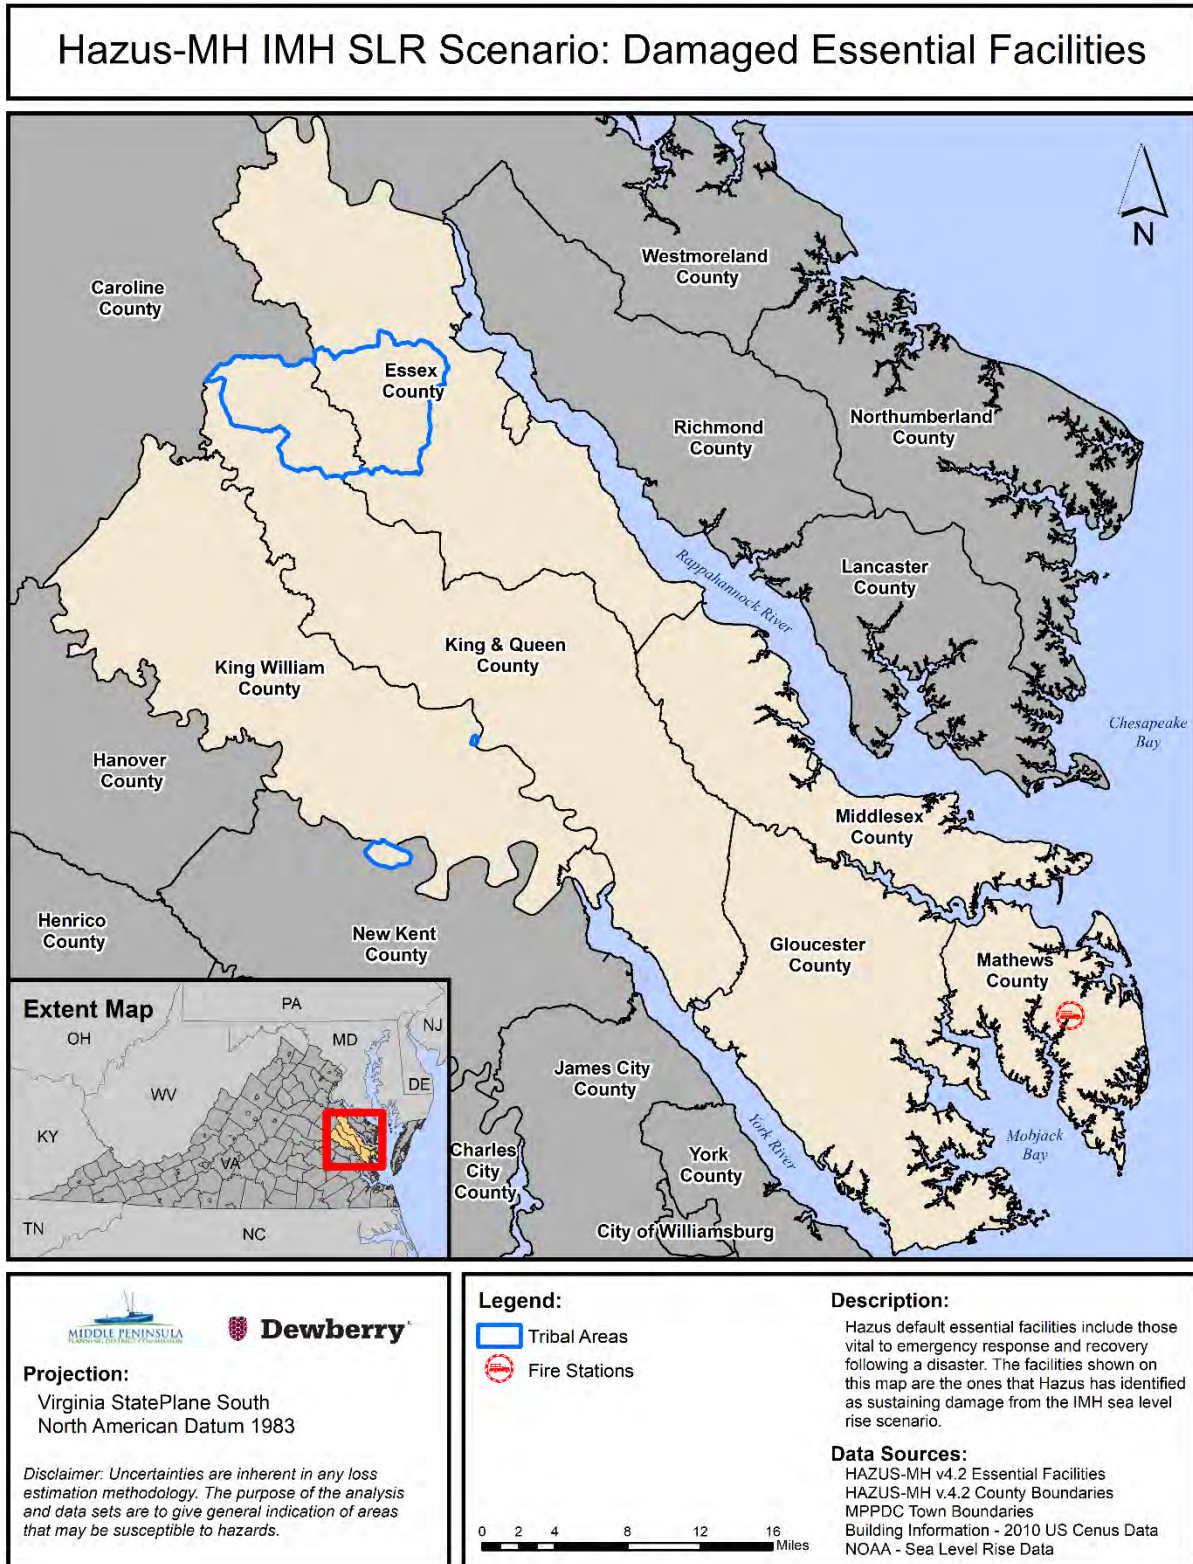 Hazus-MH IMH SLR Scenario: Damaged Essential Facilities
N
Westmoreland
County
Caroline
County
Essex
County
Northumberland
County
Richmond
County
Rappahannock River
Lancaster
County
King & Queen
County
King William
County
Chesapeake
Bay
Hanover
County
Middlesex
County
Henrico
County
New Kent
County
Gloucester
County
Mathews
County
James City
County
York River
Mobjack
Bay
Charles
City
County
York
County
City of Williamsburg
Extent Map
PA
OH
MD
NJ
WV
DE
KY
VA
TN
NC
MIDDLE PENINSULA
PLANNING DISTRICT COMMISSION
Dewberry
Projection:
Virginia StatePlane South
North American Datum 1983
Disclaimer: Uncertainties are inherent in any loss
estimation methodology. The purpose of the analysis
and data sets are to give general indication of areas
that may be susceptible to hazards.
Legend:
Tribal Areas
Fire Stations
0 2 4 8 12 16
Miles
Description:
Hazus default essential facilities include those
vital to emergency response and recovery
following a disaster. The facilities shown on
this map are the ones that Hazus has identified
as sustaining damage from the IMH sea level
rise scenario.
Data Sources:
HAZUS-MH v4.2 Essential Facilities
HAZUS-MH v.4.2 County Boundaries
MPPDC Town Boundaries
Building Information - 2010 US Cenus Data
NOAA - Sea Level Rise Data